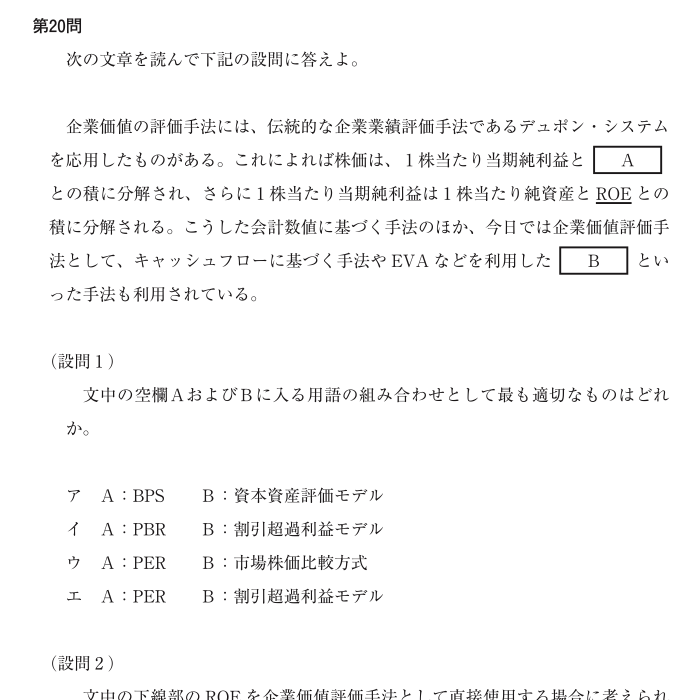 第20問
次の文章を読んで下記の設問に答えよ。
企業価値の評価手法には、伝統的な企業業績評価手法であるデュポン・システム
を応用したものがある。これによれば株価は、1株当たり当期純利益と A
との積に分解され、さらに1株当たり当期純利益は1株当たり純資産と ROE との
積に分解される。こうした会計数値に基づく手法のほか、今日では企業価値評価手
法として、キャッシュフローに基づく手法や EVA などを利用した B とい
った手法も利用されている。
(設問1)
文中の空欄AおよびBに入る用語の組み合わせとして最も適切なものはどれ
か。
ア A:BPS B:資本資産評価モデル
イ A:PBR B:割引超過利益モデル
ウ A:PER B:市場株価比較方式
エ A:PER B:割引超過利益モデル
(設問2)
文中の下線部の ROE を企業価値評価手法として直接使用する場合に考えられ